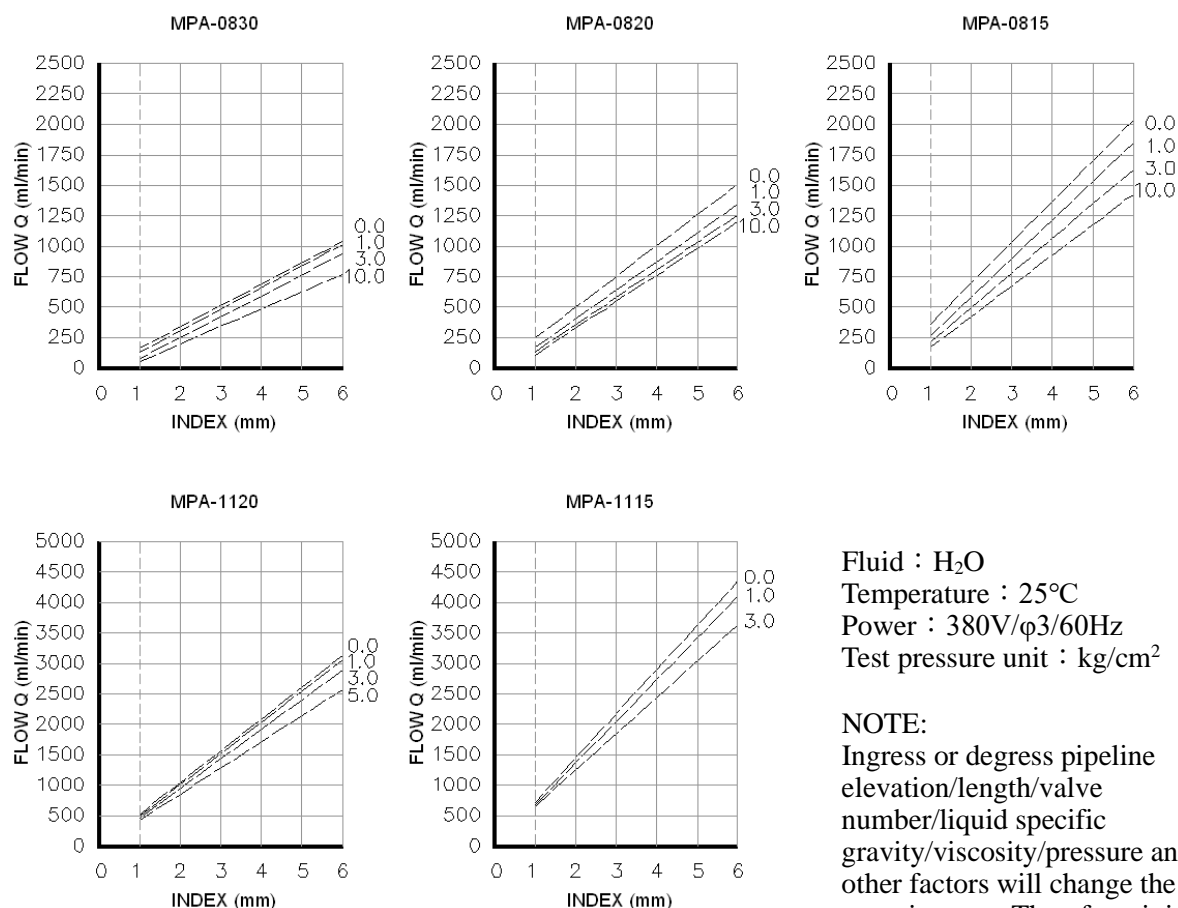 MPA-0830
2500
2250
2000
1750
1500
1250
1000
750
500
250
0
FLOW Q (ml/min)
0.0
1.0
3.0
10.0
0 1 2 3 4 5 6
INDEX (mm)
MPA-0820
2500
2250
2000
1750
1500
1250
1000
750
500
250
0
FLOW Q (ml/min)
0.0
1.0
3.0
10.0
0 1 2 3 4 5 6
INDEX (mm)
MPA-0815
2500
2250
2000
1750
1500
1250
1000
750
500
250
0
FLOW Q (ml/min)
0.0
1.0
3.0
10.0
0 1 2 3 4 5 6
INDEX (mm)
MPA-1120
5000
4500
4000
3500
3000
2500
2000
1500
1000
500
0
FLOW Q (ml/min)
0.0
1.0
3.0
5.0
0 1 2 3 4 5 6
INDEX (mm)
MPA-1115
5000
4500
4000
3500
3000
2500
2000
1500
1000
500
0
FLOW Q (ml/min)
0.0
1.0
3.0
0 1 2 3 4 5 6
INDEX (mm)
Fluid：H₂O
Temperature：25°C
Power：380V/φ3/60Hz
Test pressure unit：kg/cm²
NOTE:
Ingress or degress pipeline
elevation/length/valve
number/liquid specific
gravity/viscosity/pressure an
other factors will change the